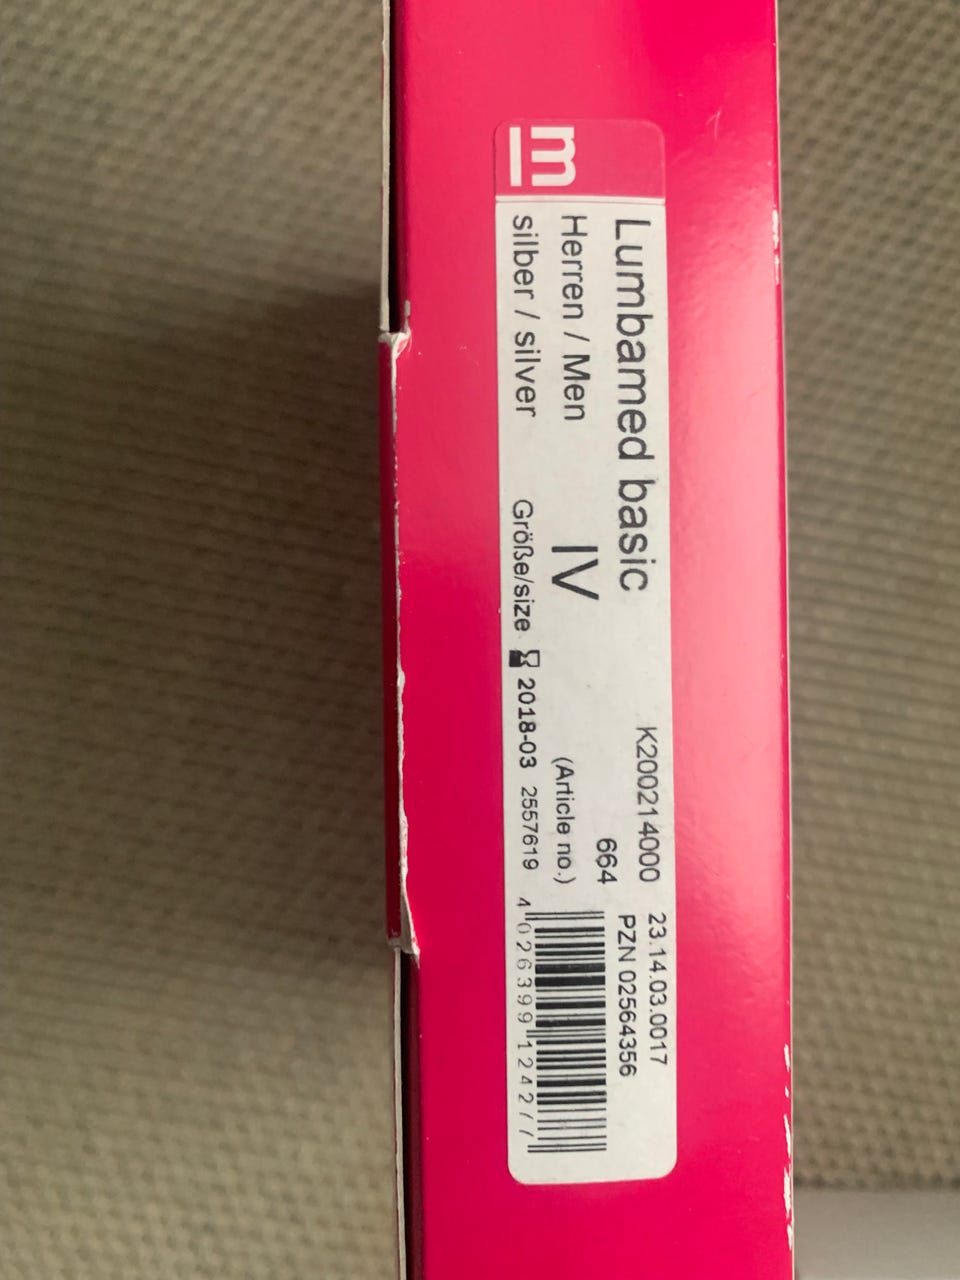 m
Lumbamed basic
Herren / Men
silber / silver
IV
Größe/size
2018-03 2557619
K200214000
664
(Article no.)
23.14.03.0017
PZN 02564356
4 026399 124277